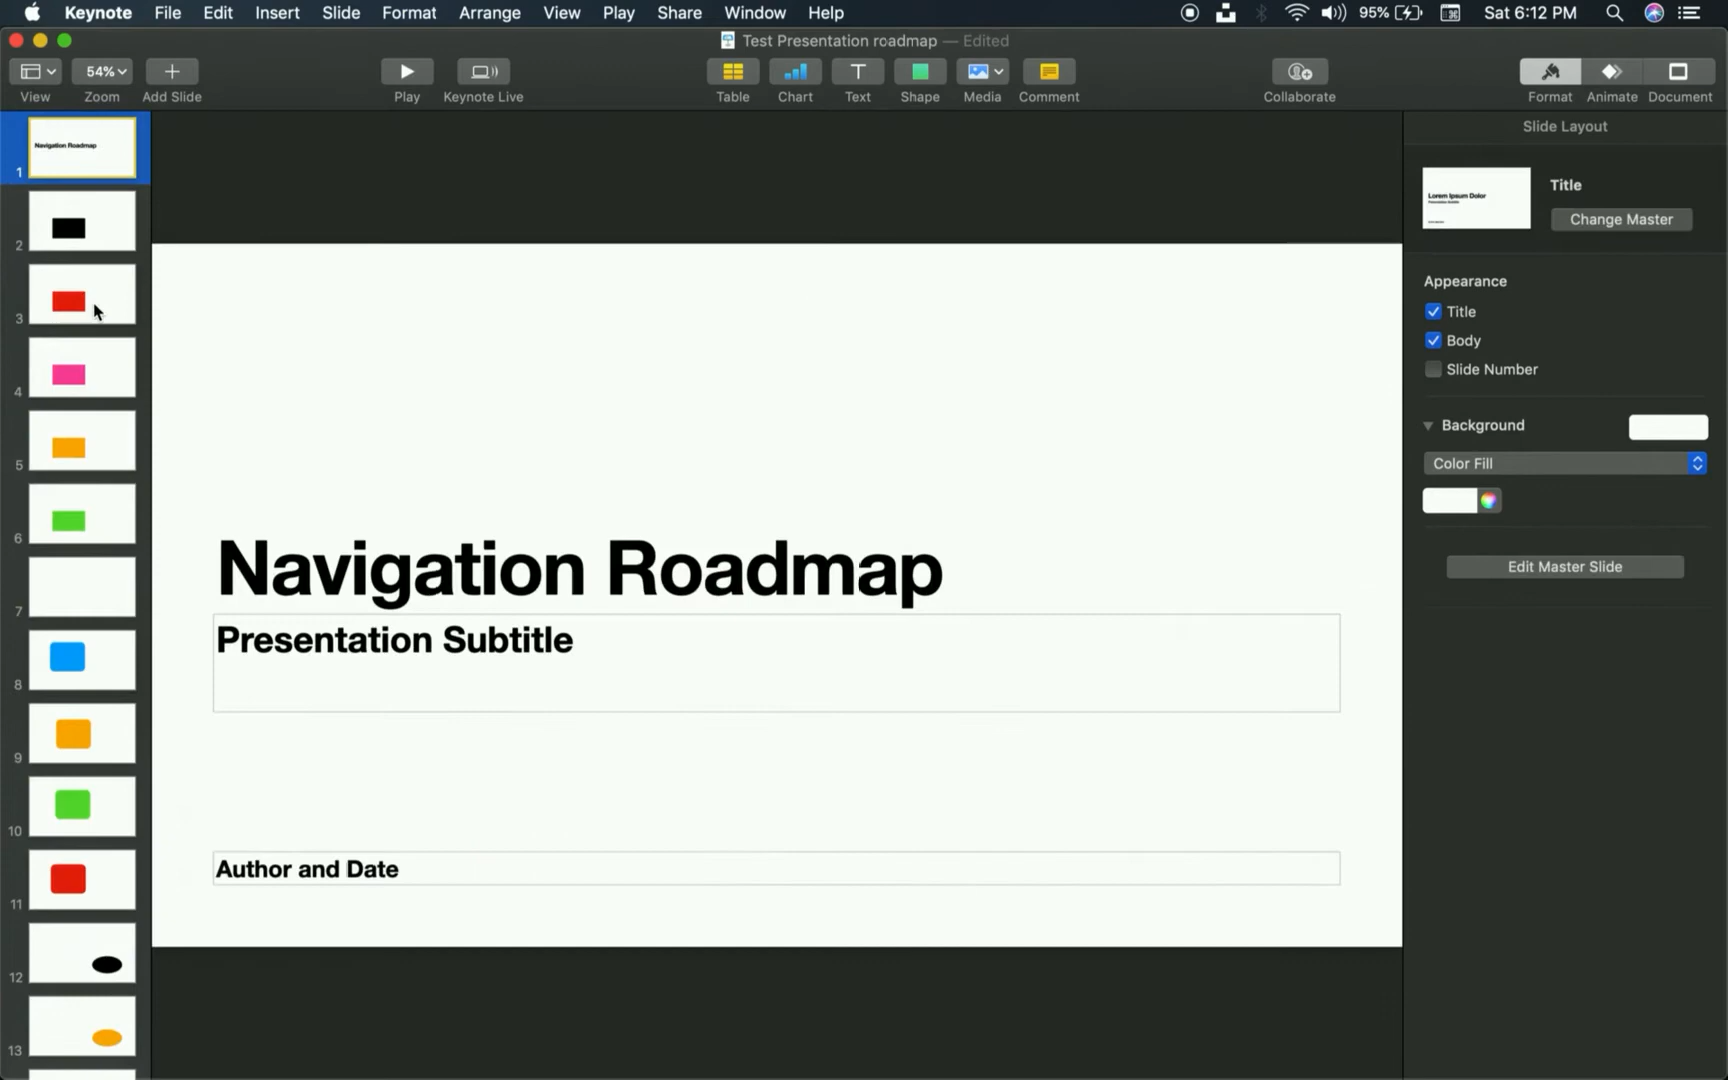 Keynote File Edit Insert Slide Format Arrange View Play Share Window Help 95% Sat 6:12 PM
Test Presentation roadmap — Edited
54%
View Zoom Add Slide Play Keynote Live Table Chart Text Shape Media Comment Collaborate Format Animate Document
Slide Layout
Navigation Roadmap
1
2
3
4
5
6
7
8
9
10
11
12
13
Navigation Roadmap
Presentation Subtitle
Author and Date
Lorem Ipsum Dolor
Title
Change Master
Appearance
Title
Body
Slide Number
Background
Color Fill
Edit Master Slide